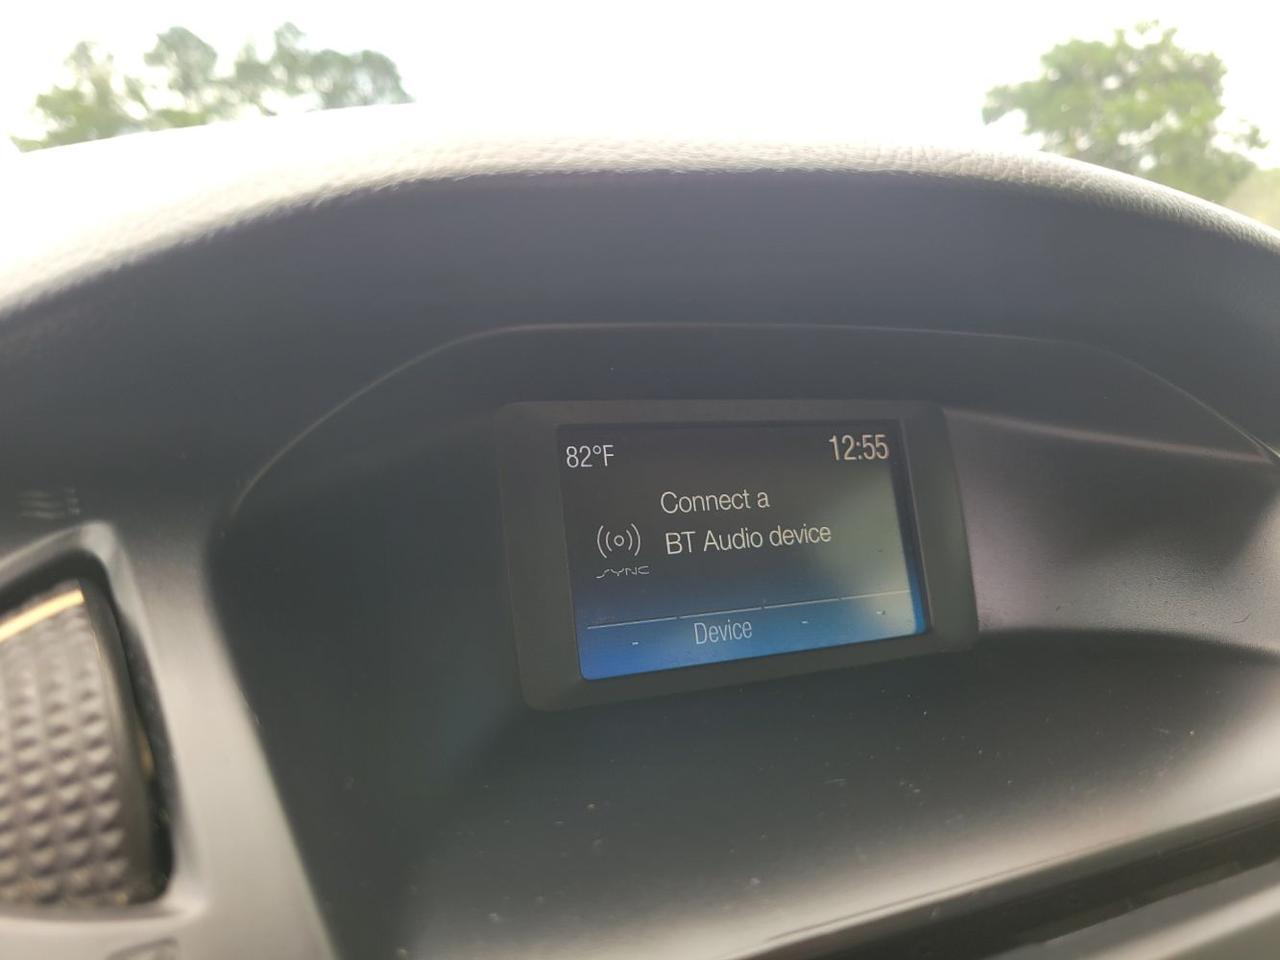 82°F 12:55
Connect a
BT Audio device
SYNC
- Device - -